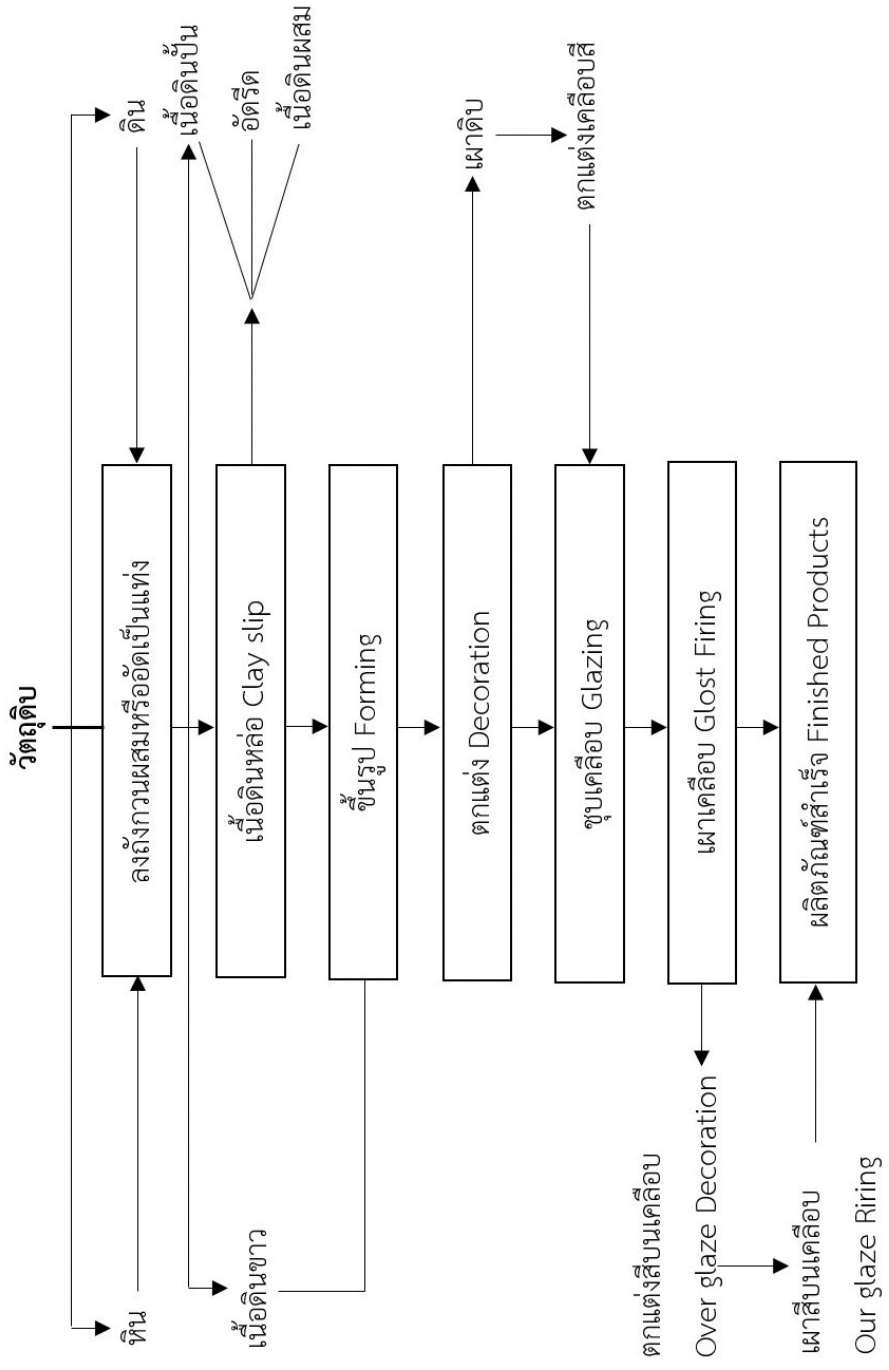 วัตถุดิบ
หิน
ลงถังกวนผสมหรืออัดเป็นแท่ง
ดิน
เนื้อดินขาว
เนื้อดินหล่อ Clay slip
เนื้อดินปั้น
อัดรีด
เนื้อดินผสม
ขึ้นรูป Forming
ตกแต่ง Decoration
เผาดิบ
ตกแต่งเคลือบสี
ชุบเคลือบ Glazing
เผาเคลือบ Glost Firing
ตกแต่งสีบนเคลือบ
Over glaze Decoration
เผาสีบนเคลือบ
Our glaze Riring
ผลิตภัณฑ์สำเร็จ Finished Products